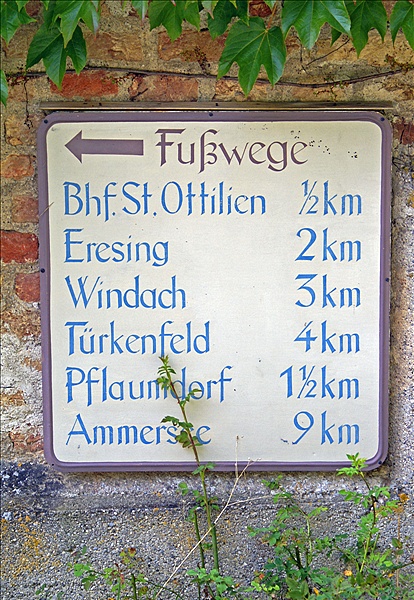 ← Fußwege
Bhf. St. Ottilien ½ km
Eresing 2 km
Windach 3 km
Türkenfeld 4 km
Pflaumdorf 1½ km
Ammersee 9 km